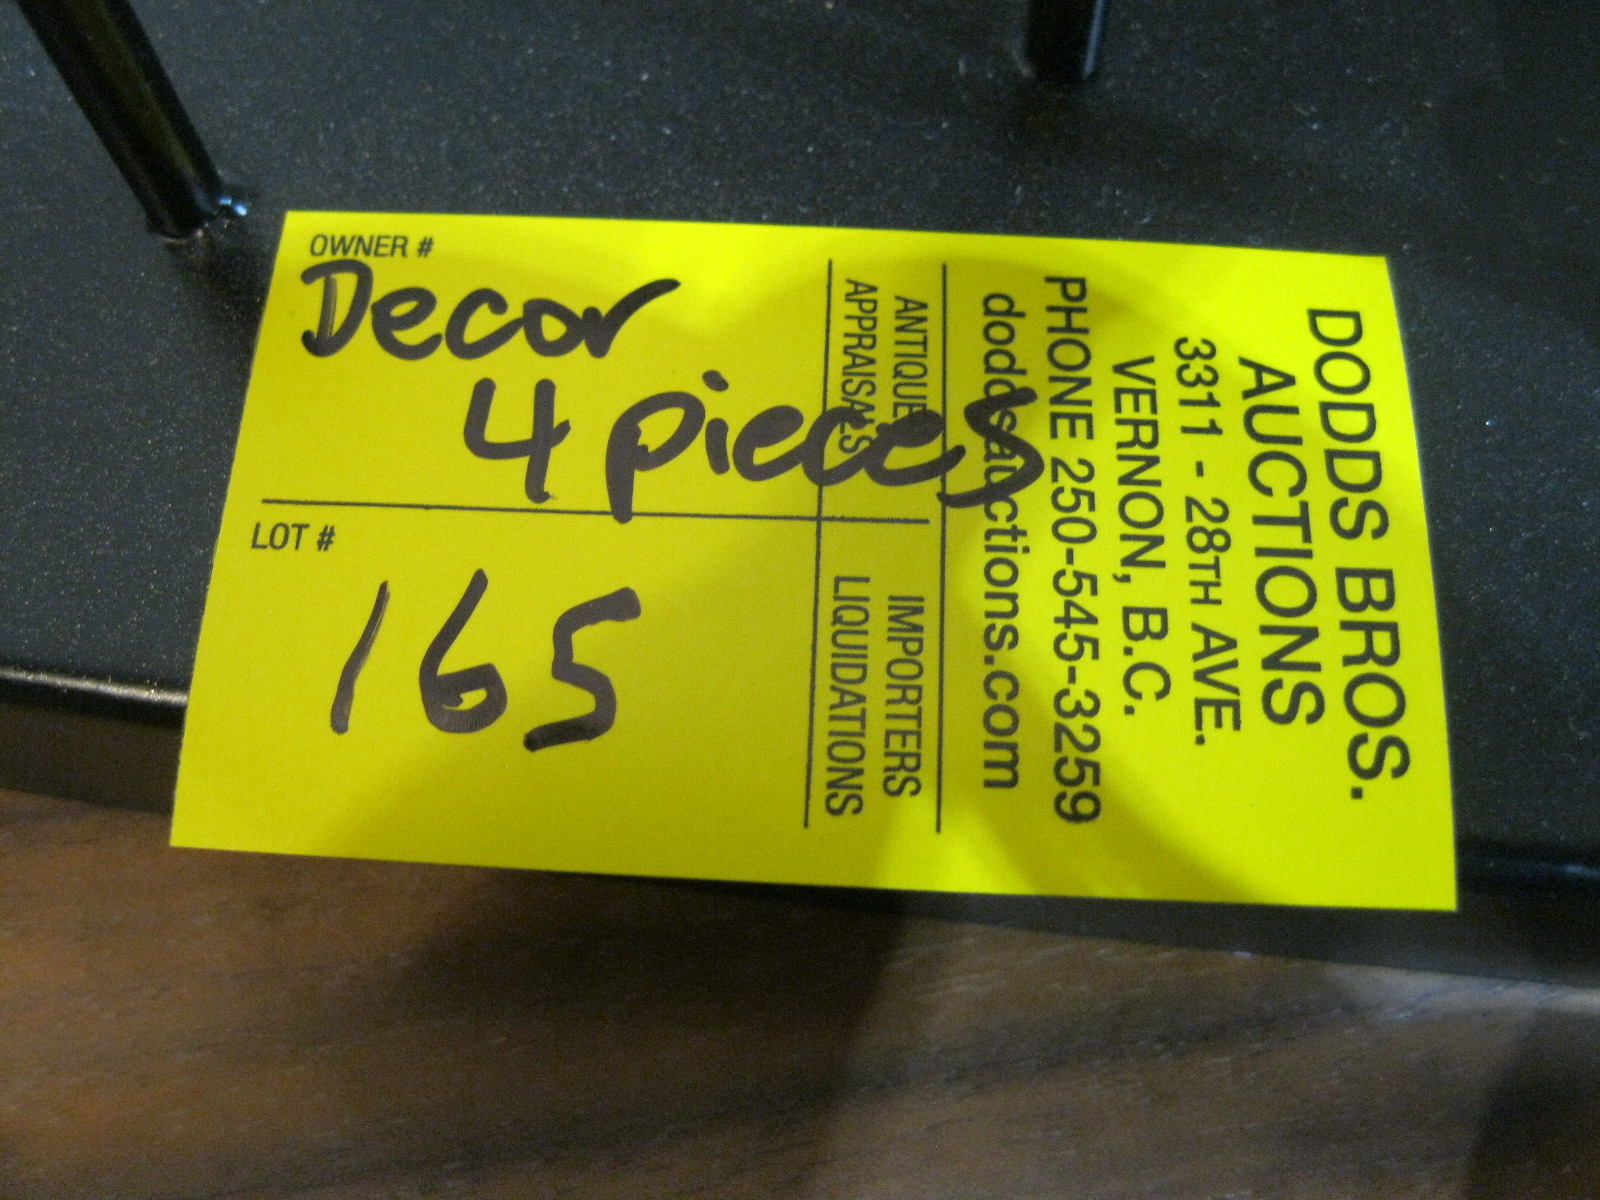 OWNER #
Decor
4 pieces
LOT #
165
DODDS BROS.
AUCTIONS
3311 - 28TH AVE.
VERNON, B.C.
PHONE 250-545-3259
doddsauctions.com
ANTIQUE IMPORTERS
APPRAISALS LIQUIDATIONS